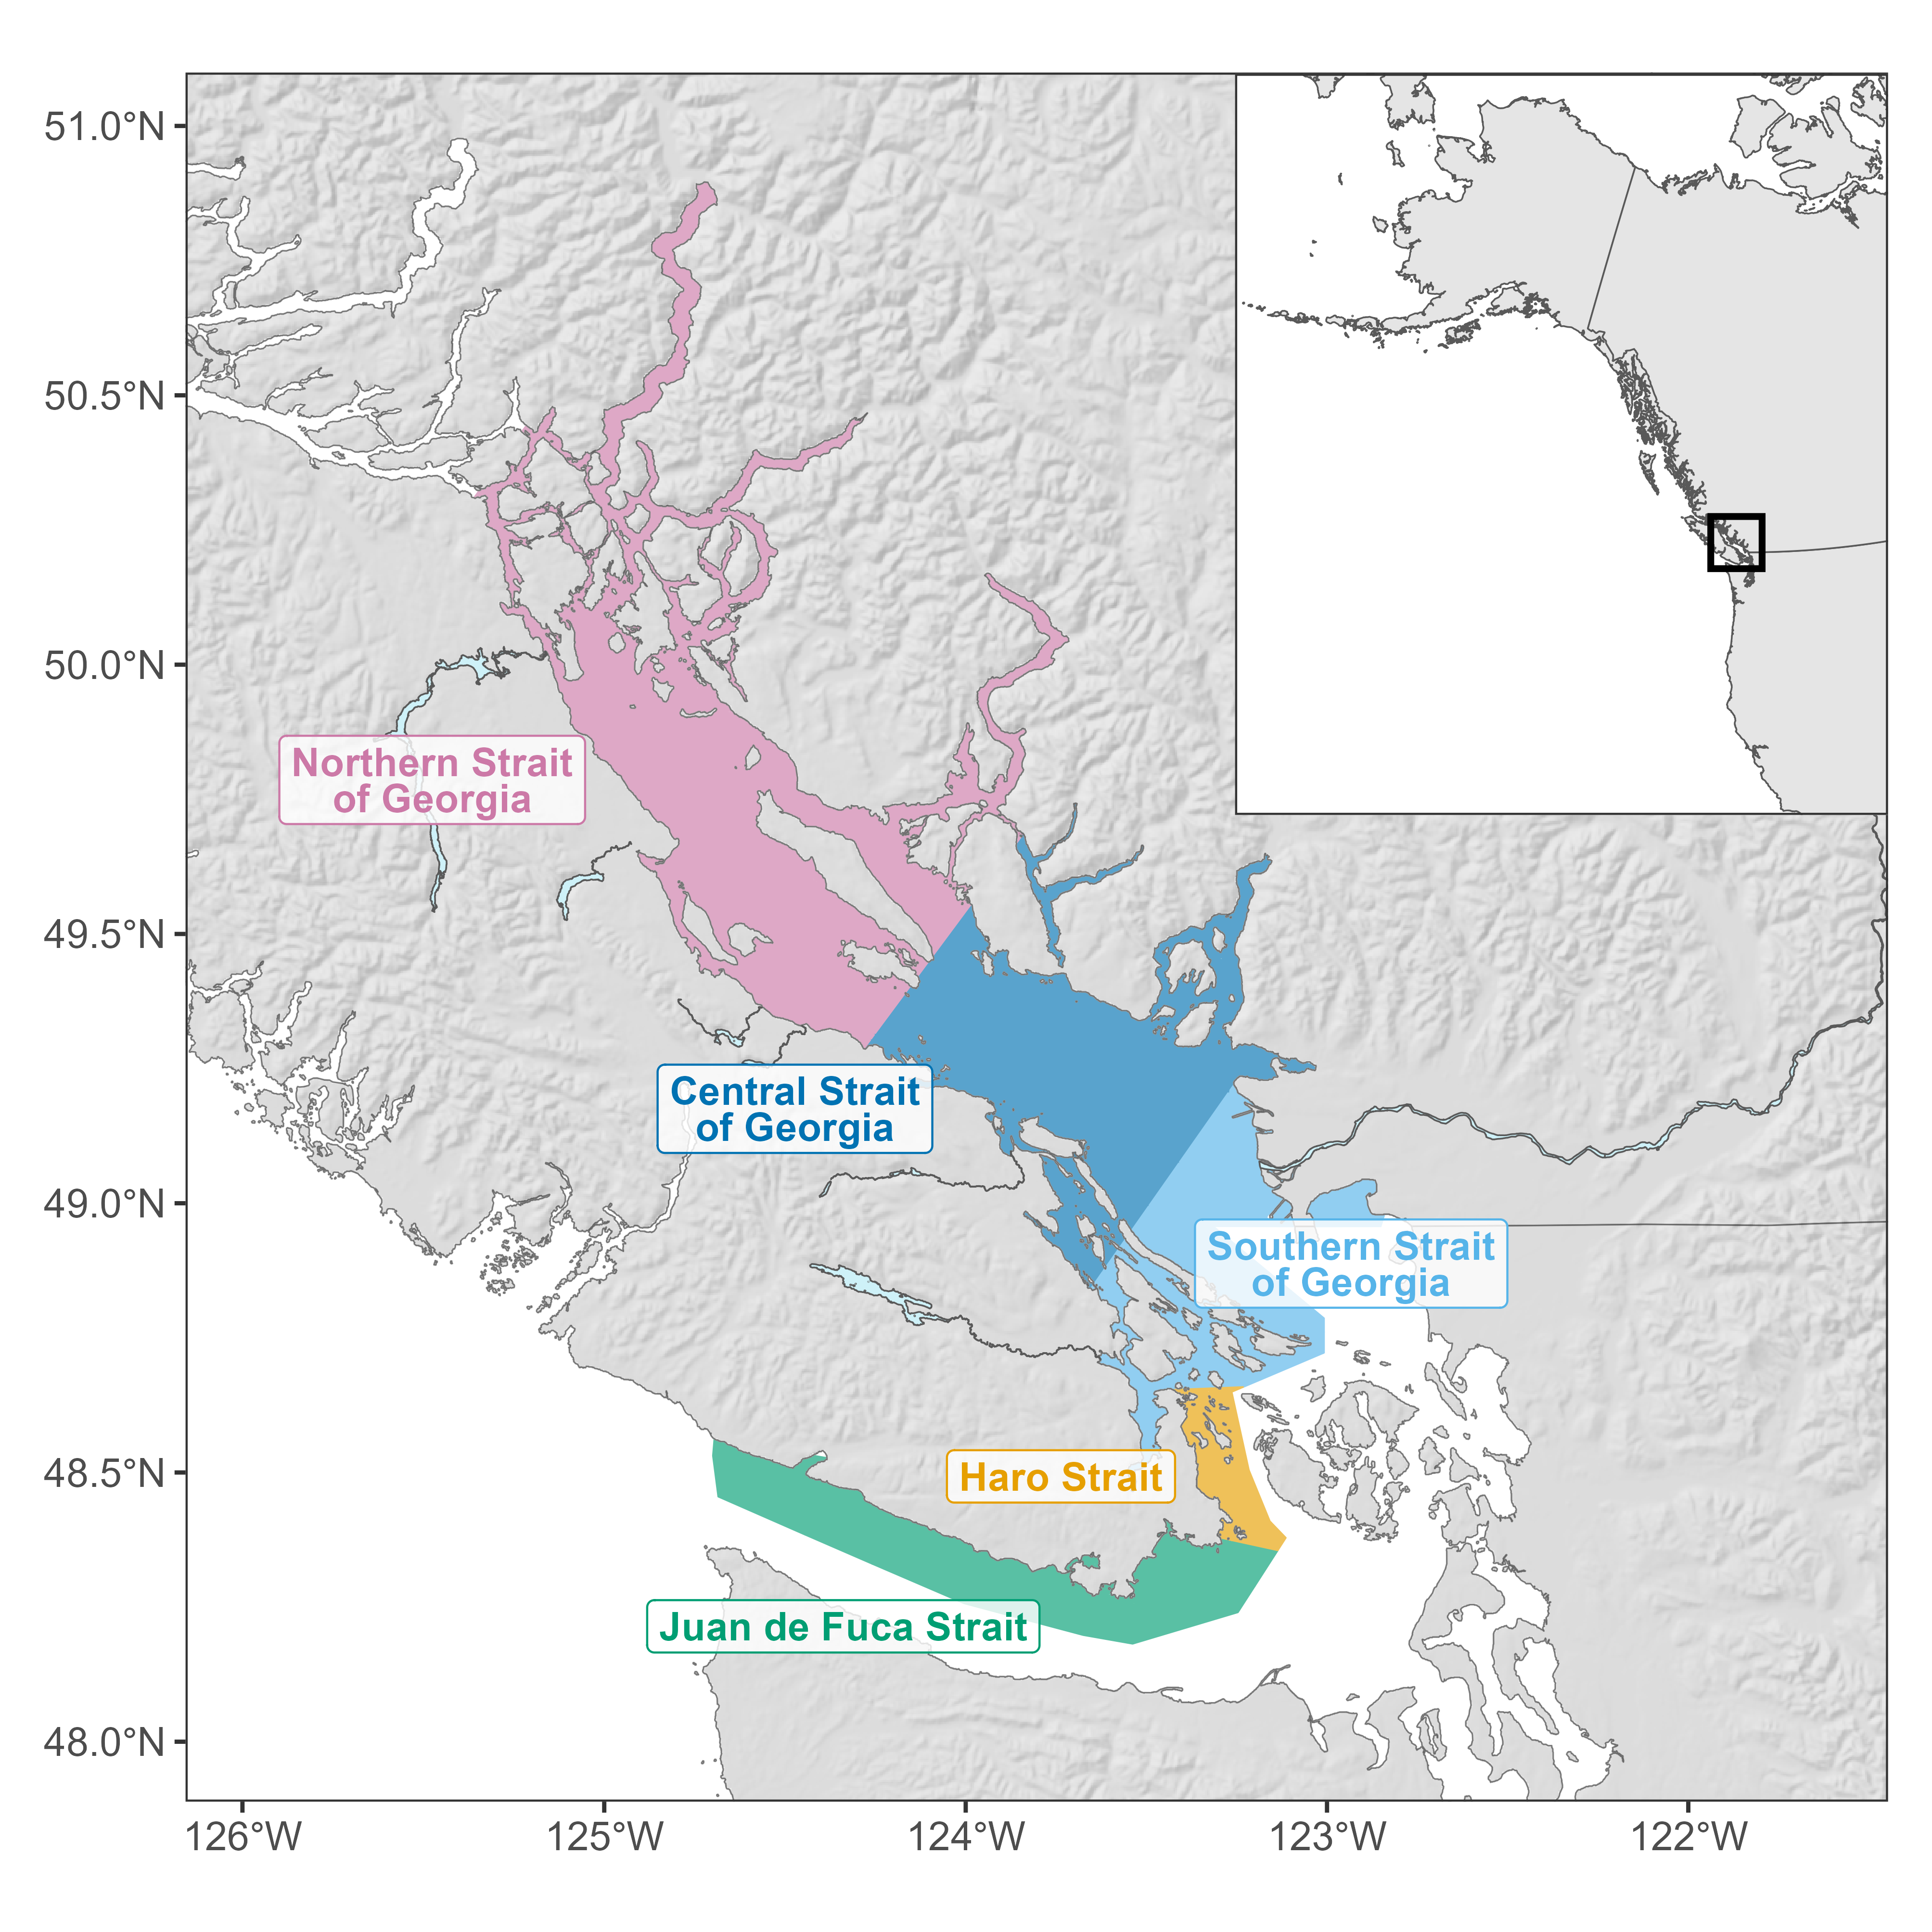 51.0°N
50.5°N
50.0°N
49.5°N
49.0°N
48.5°N
48.0°N
Northern Strait
of Georgia
Central Strait
of Georgia
Southern Strait
of Georgia
Haro Strait
Juan de Fuca Strait
126°W
125°W
124°W
123°W
122°W